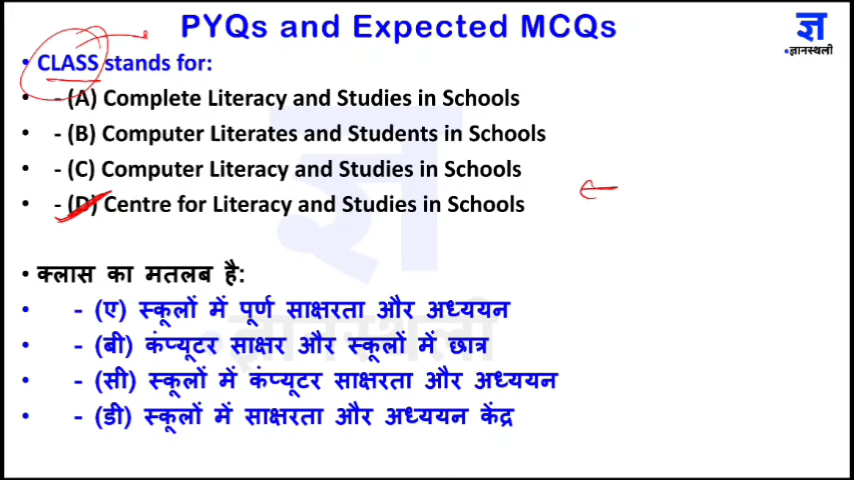 PYQs and Expected MCQs
ज्ञ
ज्ञानस्थली
• CLASS stands for:
• - (A) Complete Literacy and Studies in Schools
• - (B) Computer Literates and Students in Schools
• - (C) Computer Literacy and Studies in Schools
• - (D) Centre for Literacy and Studies in Schools
• क्लास का मतलब है:
• - (ए) स्कूलों में पूर्ण साक्षरता और अध्ययन
• - (बी) कंप्यूटर साक्षर और स्कूलों में छात्र
• - (सी) स्कूलों में कंप्यूटर साक्षरता और अध्ययन
• - (डी) स्कूलों में साक्षरता और अध्ययन केंद्र